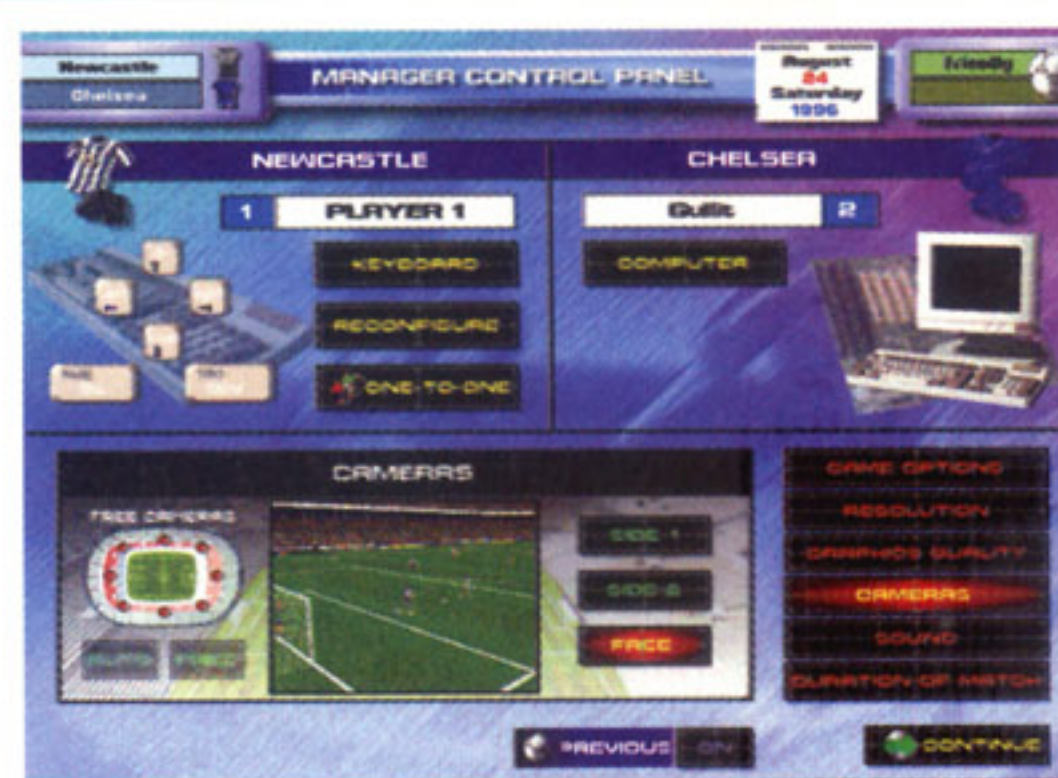 Newcastle
Chelsea
MANAGER CONTROL PANEL
August
24
Saturday
1996
friendly
NEWCASTLE
CHELSEA
1
PLAYER 1
Gullit
2
KEYBOARD
COMPUTER
RECONFIGURE
ONE-TO-ONE
CAMERAS
FREE CAMERAS
SIDE 1
SIDE 2
FREE
GAME OPTIONS
RESOLUTION
GRAPHICS QUALITY
CAMERAS
SOUND
DURATION OF MATCH
PREVIOUS
ON
CONTINUE